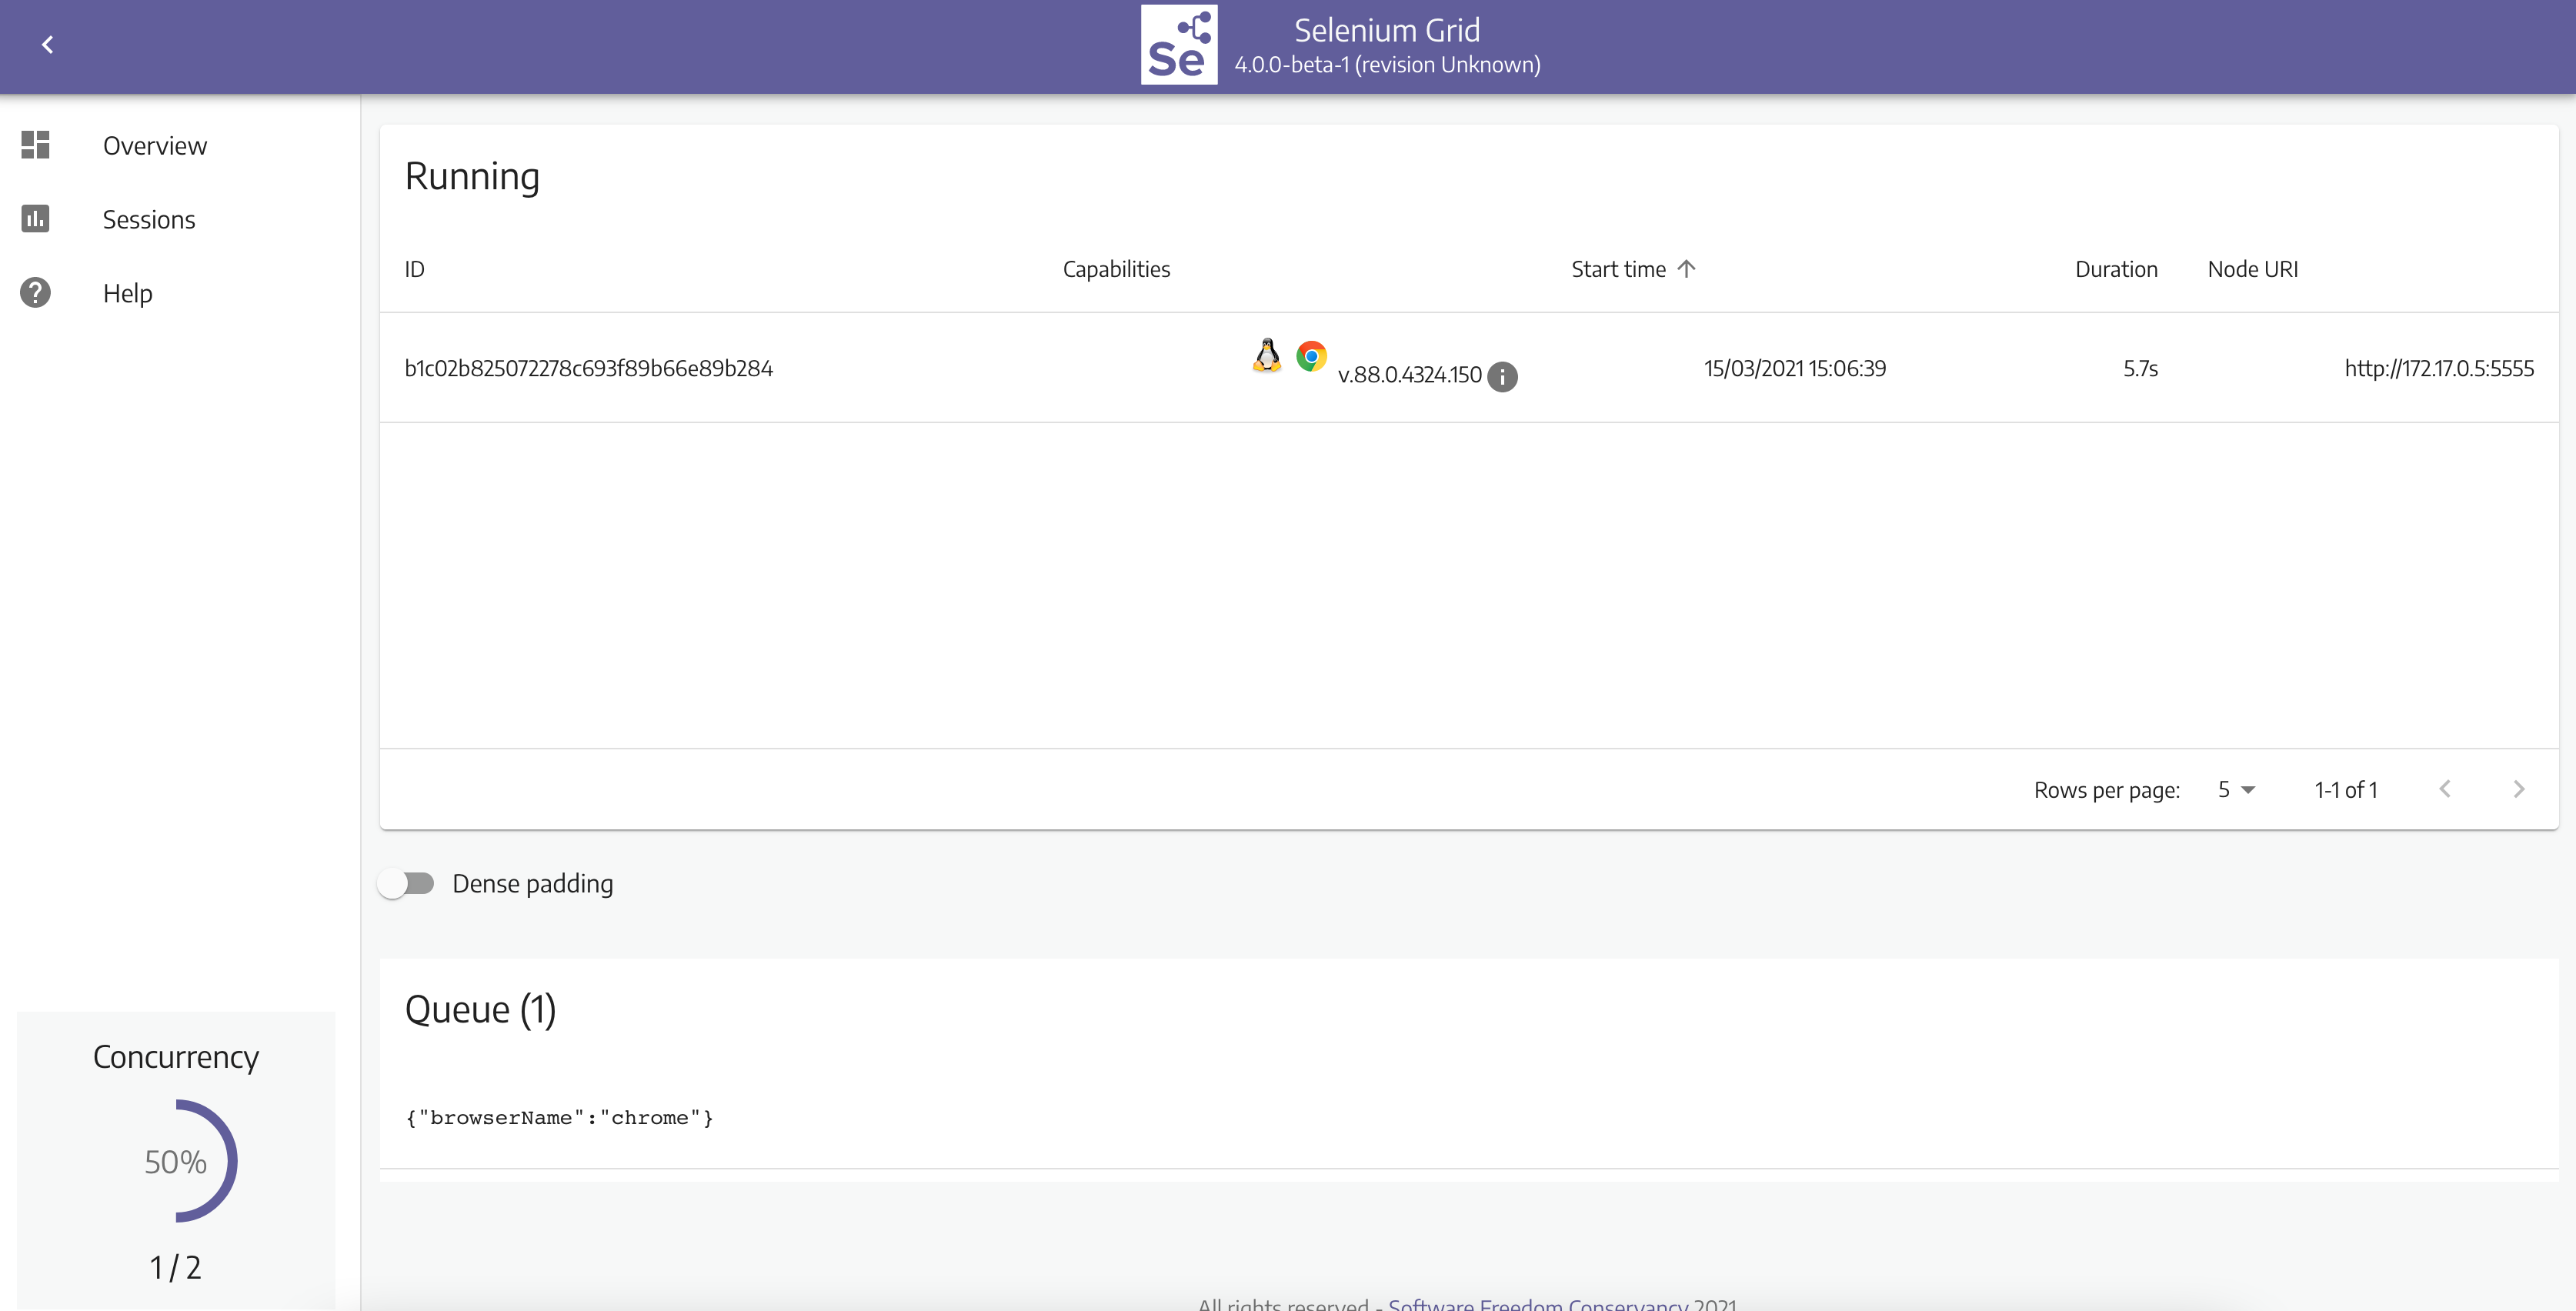 Se
Selenium Grid
4.0.0-beta-1 (revision Unknown)
Overview
Sessions
Help
Running
ID Capabilities Start time Duration Node URI
b1c02b825072278c693f89b66e89b284 v.88.0.4324.150 15/03/2021 15:06:39 5.7s http://172.17.0.5:5555
Rows per page: 5 1-1 of 1
Dense padding
Queue (1)
{"browserName":"chrome"}
Concurrency
50%
1 / 2
All rights reserved - Software Freedom Conservancy 2021